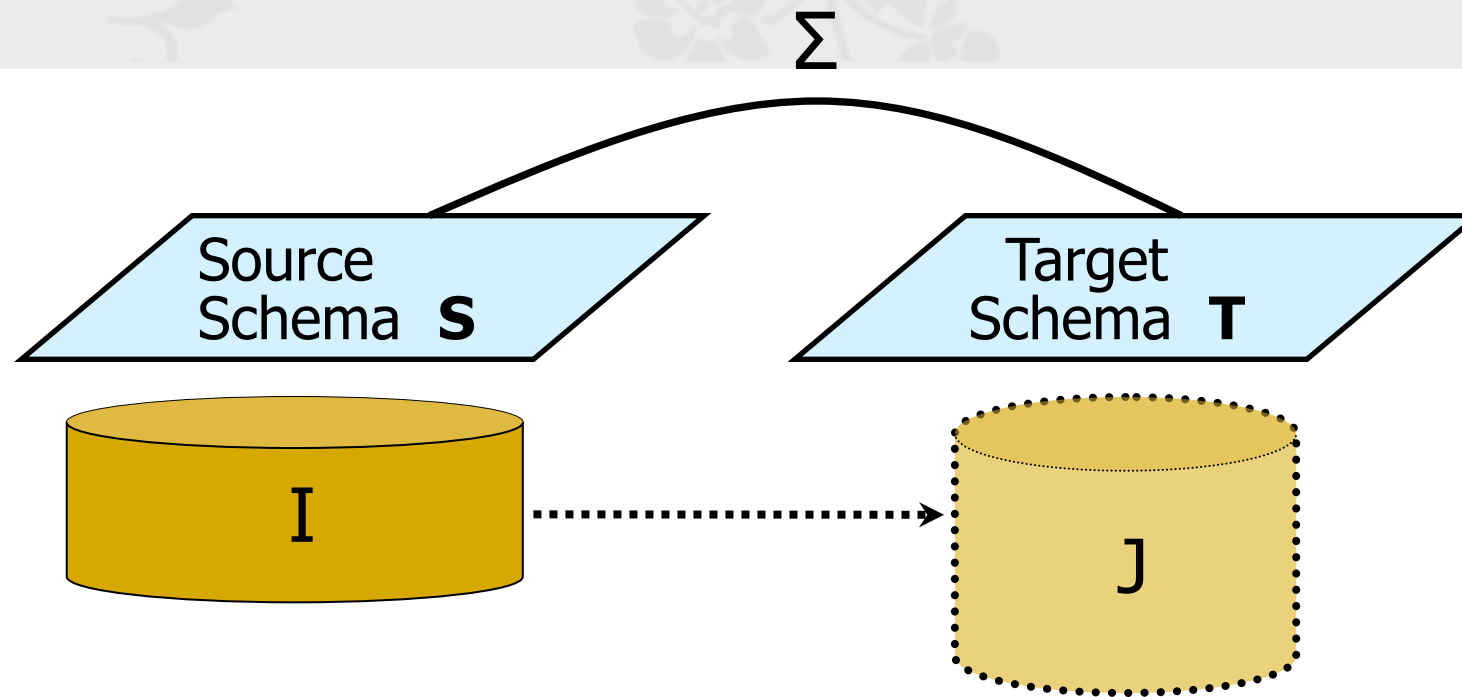 Σ
Source
Schema S
Target
Schema T
I
J